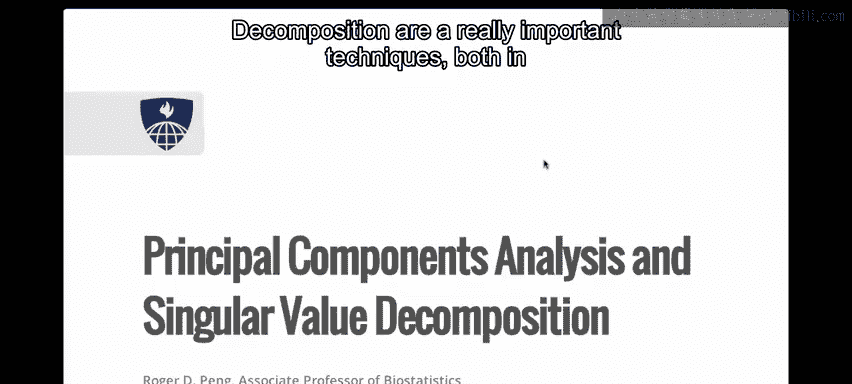 Decomposition are a really important
techniques, both in
Principal Components Analysis and
Singular Value Decomposition
Roger D. Peng, Associate Professor of Biostatistics